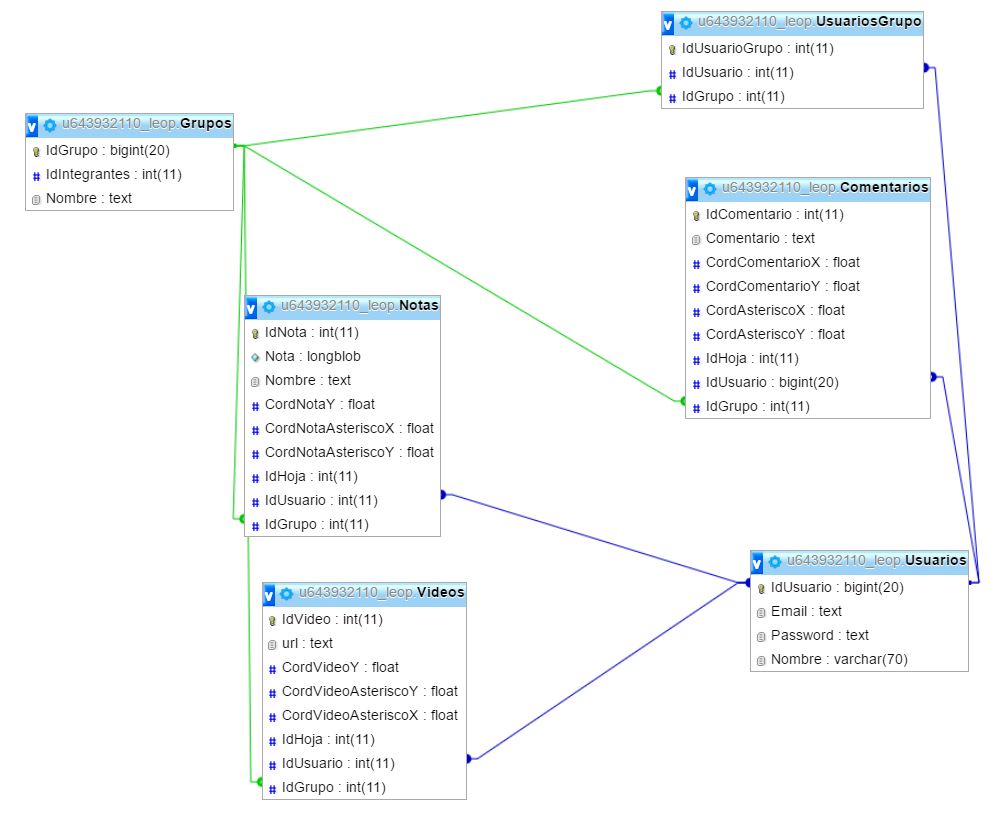 u643932110_leop.UsuariosGrupo
IdUsuarioGrupo : int(11)
IdUsuario : int(11)
IdGrupo : int(11)
v u643932110_leop.Grupos
IdGrupo : bigint(20)
# IdIntegrantes : int(11)
Nombre : text
v u643932110_leop.Comentarios
IdComentario : int(11)
Comentario : text
# CordComentarioX : float
# CordComentarioY : float
# CordAsteriscoX : float
# CordAsteriscoY : float
# IdHoja : int(11)
# IdUsuario : bigint(20)
# IdGrupo : int(11)
v u643932110_leop.Notas
IdNota : int(11)
Nota : longblob
Nombre : text
# CordNotaY : float
# CordNotaAsteriscoX : float
# CordNotaAsteriscoY : float
# IdHoja : int(11)
# IdUsuario : int(11)
# IdGrupo : int(11)
v u643932110_leop.Usuarios
IdUsuario : bigint(20)
Email : text
Password : text
Nombre : varchar(70)
v u643932110_leop.Videos
IdVideo : int(11)
url : text
# CordVideoY : float
# CordVideoAsteriscoY : float
# CordVideoAsteriscoX : float
# IdHoja : int(11)
# IdUsuario : int(11)
# IdGrupo : int(11)